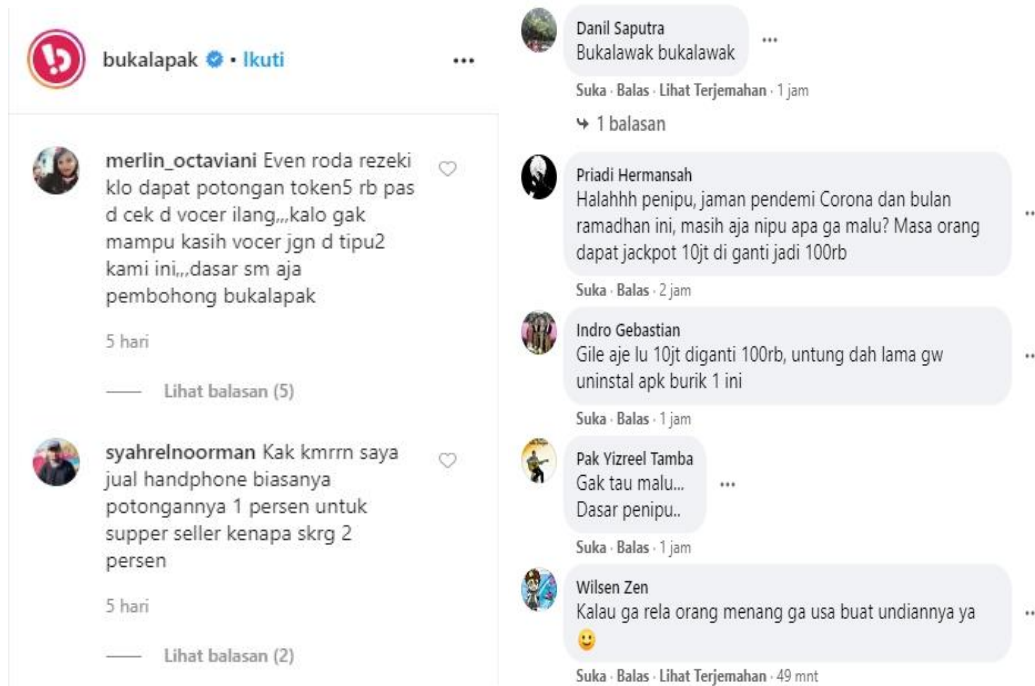 bukalapak • Ikuti
merlin_octaviani Even roda rezeki
klo dapat potongan token5 rb pas
d cek d vocer ilang,,,kalo gak
mampu kasih vocer jgn d tipu2
kami ini,,,dasar sm aja
pembohong bukalapak
5 hari
Lihat balasan (5)
syahrelnoorman Kak kmrrn saya
jual handphone biasanya
potongannya 1 persen untuk
supper seller kenapa skrg 2
persen
5 hari
Lihat balasan (2)
Danil Saputra
Bukalawak bukalawak
Suka · Balas · Lihat Terjemahan · 1 jam
1 balasan
Priadi Hermansah
Halahhh penipu, jaman pendemi Corona dan bulan
ramadhan ini, masih aja nipu apa ga malu? Masa orang
dapat jackpot 10jt di ganti jadi 100rb
Suka · Balas · 2 jam
Indro Gebastian
Gile aje lu 10jt diganti 100rb, untung dah lama gw
uninstal apk burik 1 ini
Suka · Balas · 1 jam
Pak Yizreel Tamba
Gak tau malu...
Dasar penipu..
Suka · Balas · 1 jam
Wilsen Zen
Kalau ga rela orang menang ga usa buat undiannya ya
🙂
Suka · Balas · Lihat Terjemahan · 49 mnt